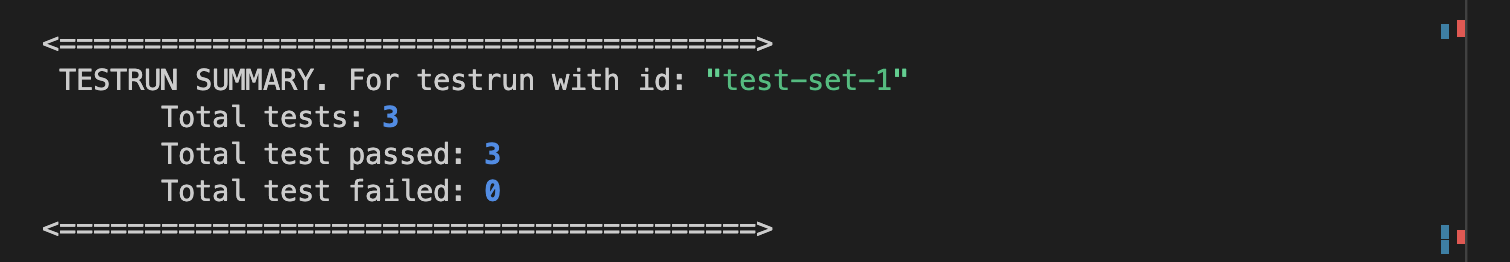 <=========================================>
TESTRUN SUMMARY. For testrun with id: "test-set-1"
Total tests: 3
Total test passed: 3
Total test failed: 0
<=========================================>